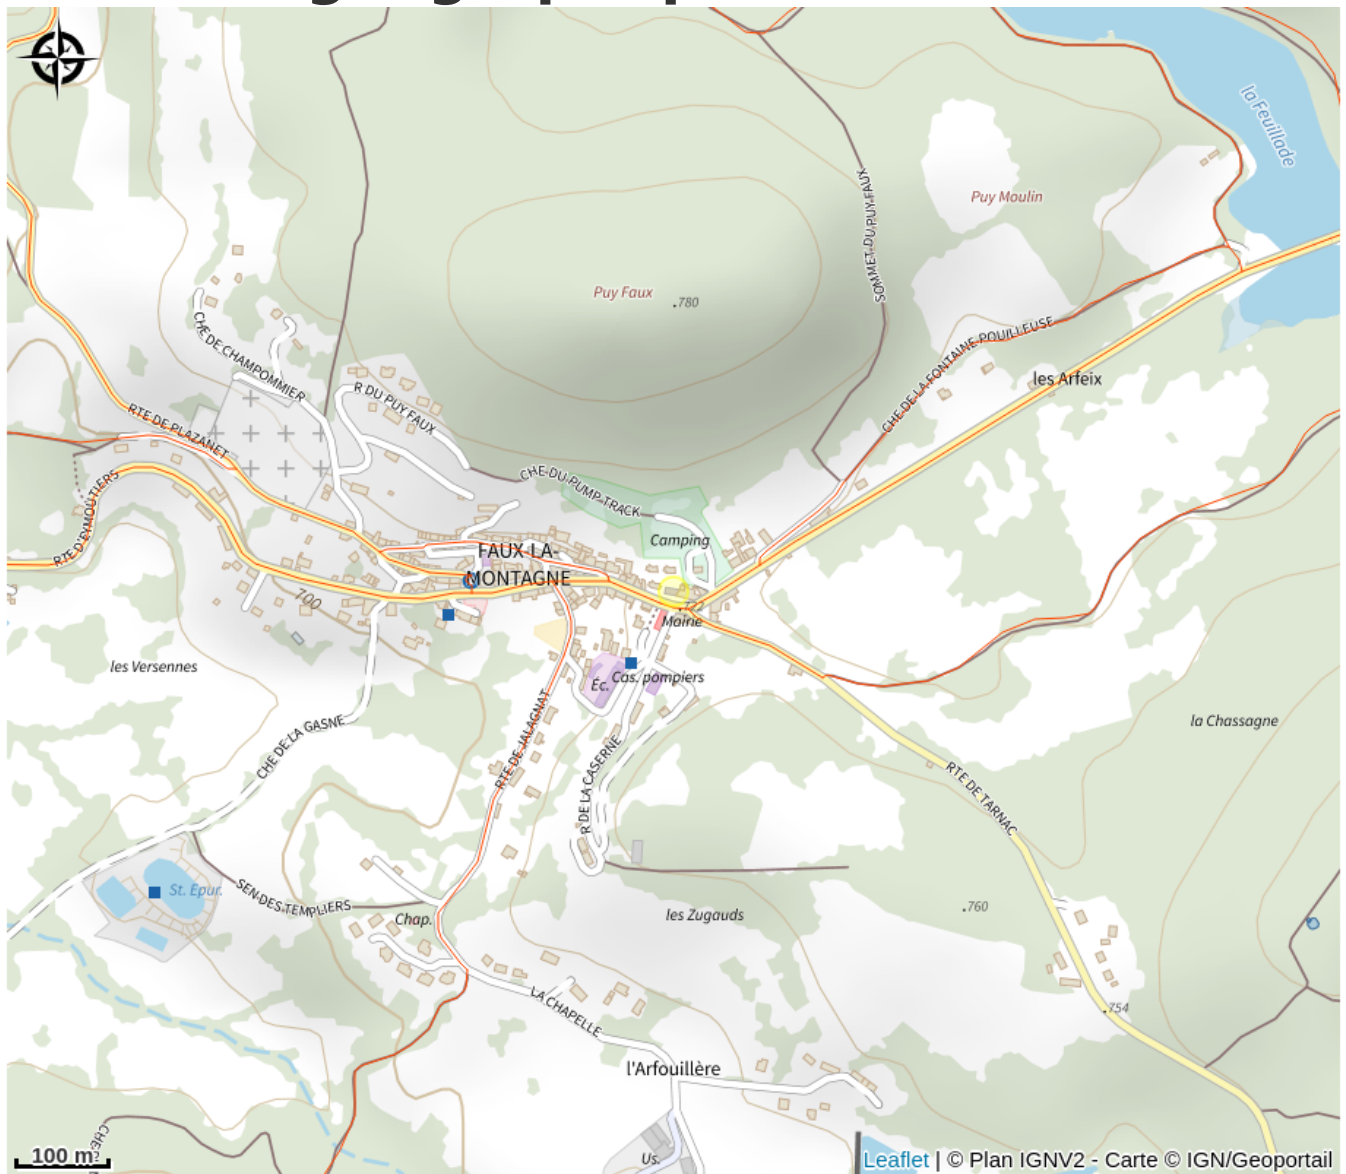 la Feuillade
Puy Moulin
SOMMET DU PUY FAUX
Puy Faux
780
CHE DE CHAMPOMMIER
CHE DE LA FONTAINE POUILLEUSE
les Arfeix
R DU PUY FAUX
RTE DE PLAZANET
CHE DU PUMP TRACK
RTE D'EYMOUTIERS
Camping
FAUX-LA-
MONTAGNE
700
722
Mairie
les Versennes
Éc.
Cas. pompiers
la Chassagne
CHE DE LA GASNE
RTE DE JALAGNAT
R DE LA CASERNE
RTE DE TARNAC
St. Epur.
SEN DES TEMPLIERS
Chap.
les Zugauds
760
LA CHAPELLE
754
l'Arfouillère
CHE
Us.
100 m
Leaflet | © Plan IGNV2 - Carte © IGN/Geoportail